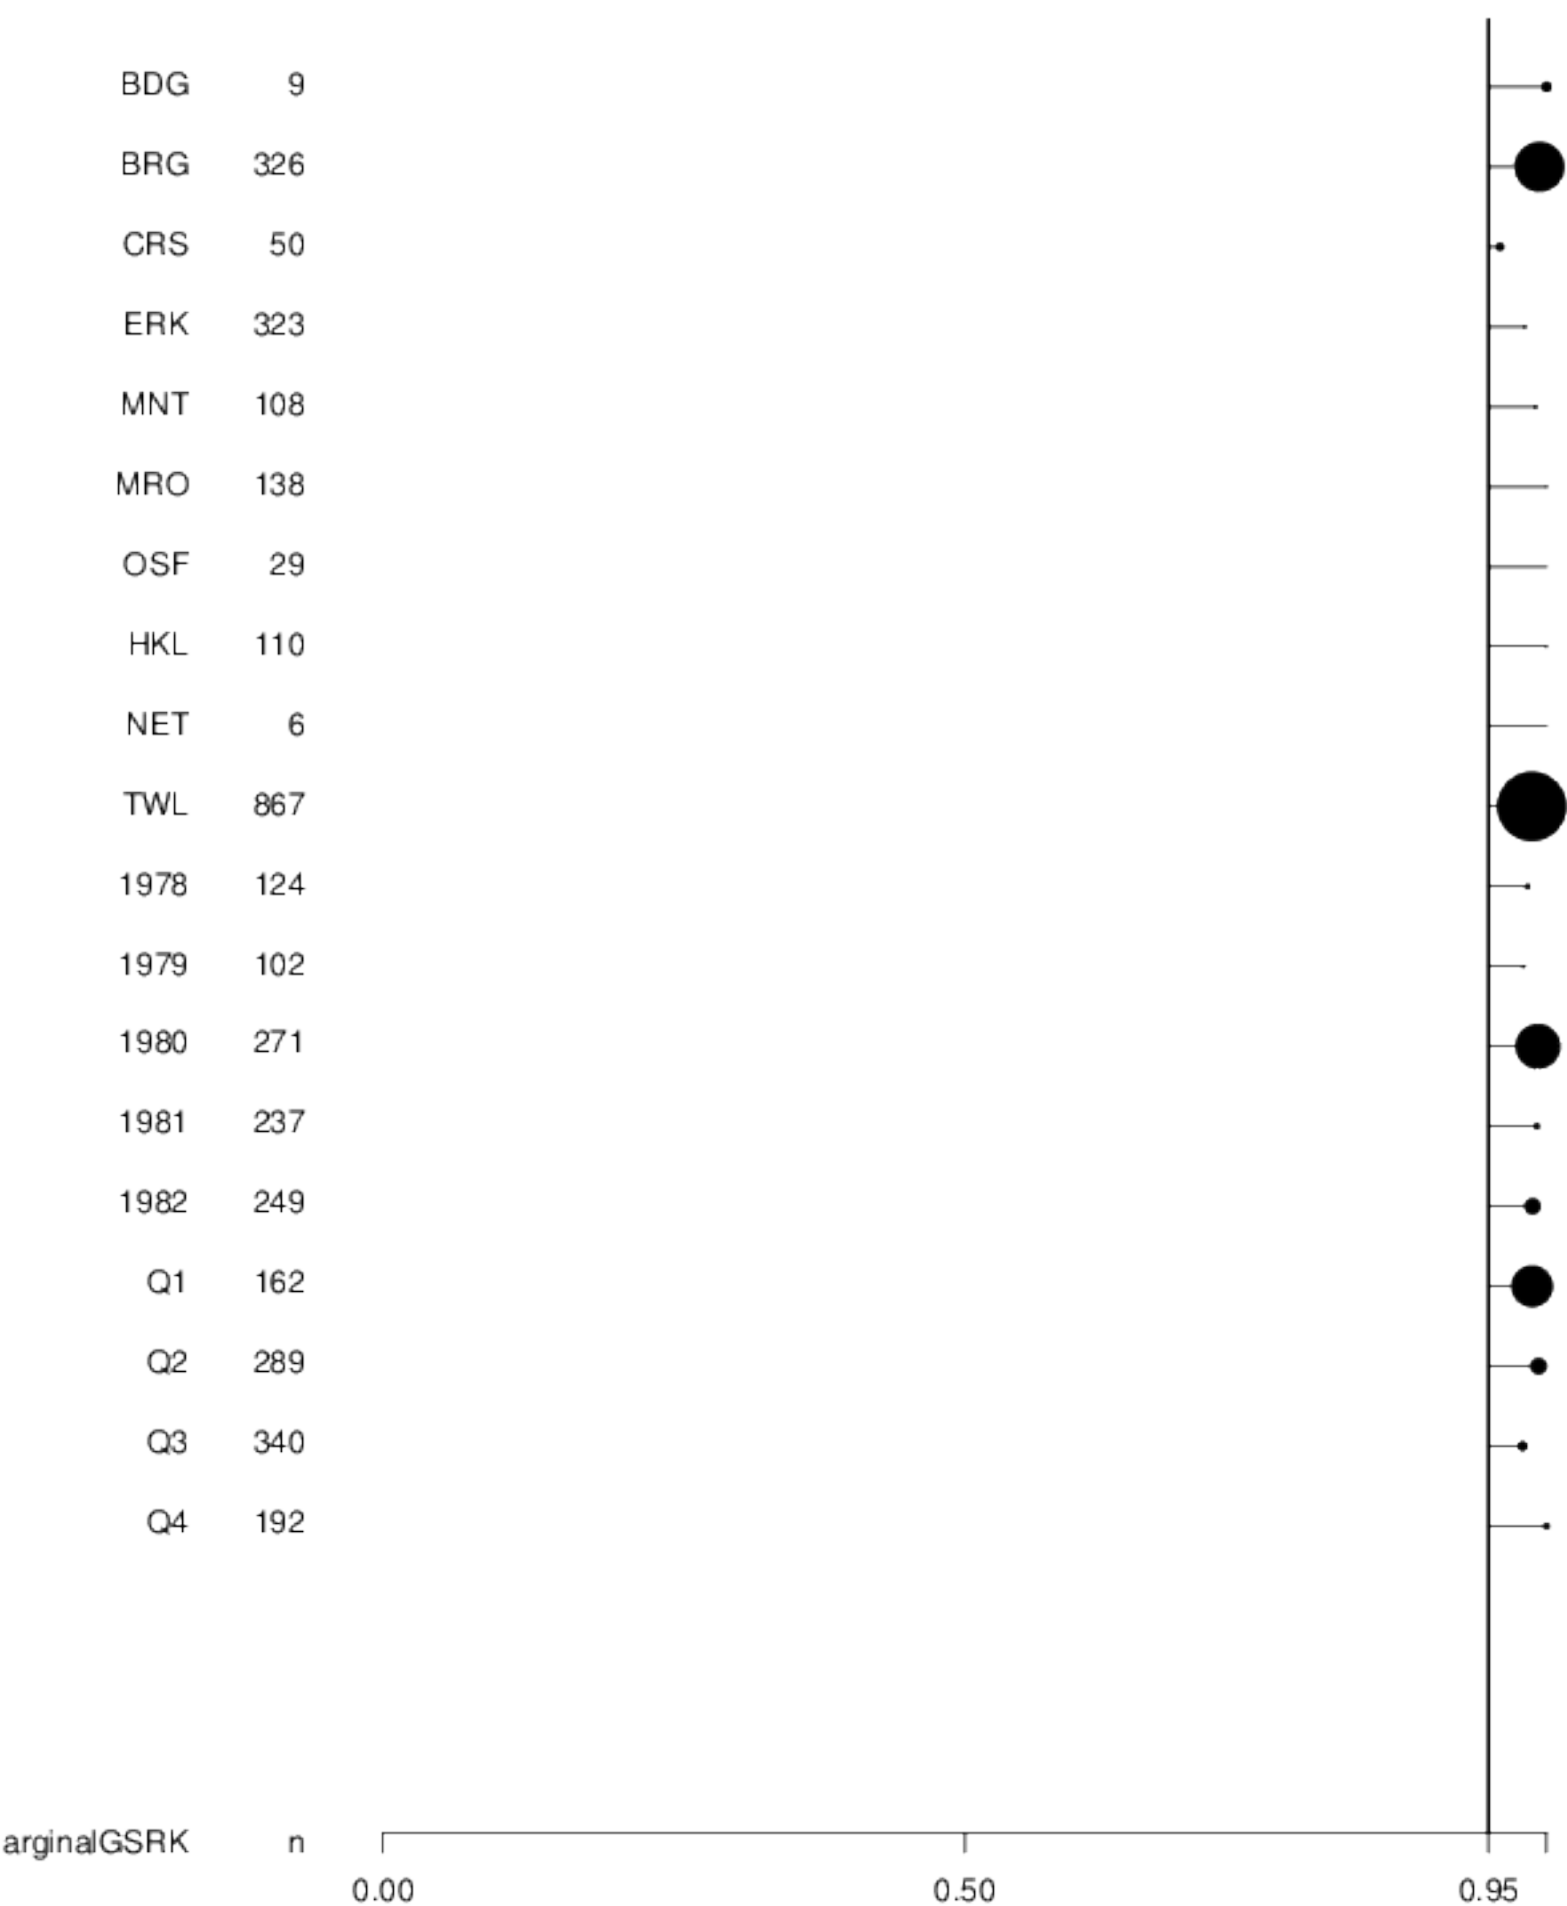 BDG 9
BRG 326
CRS 50
ERK 323
MNT 108
MRO 138
OSF 29
HKL 110
NET 6
TWL 867
1978 124
1979 102
1980 271
1981 237
1982 249
Q1 162
Q2 289
Q3 340
Q4 192
arginalGSRK n
0.00 0.50 0.95